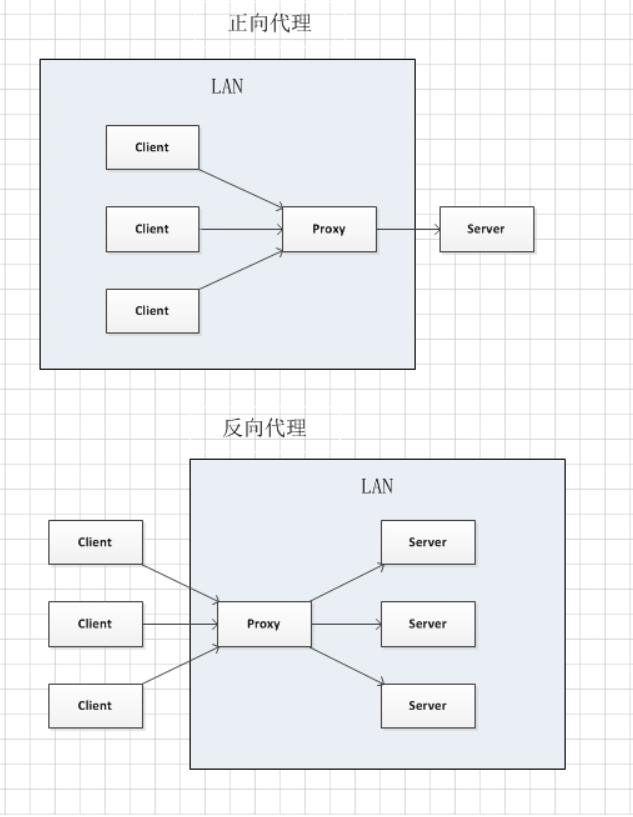 正向代理
LAN
Client
Client
Proxy
Server
Client
反向代理
LAN
Client
Server
Client
Proxy
Server
Client
Server